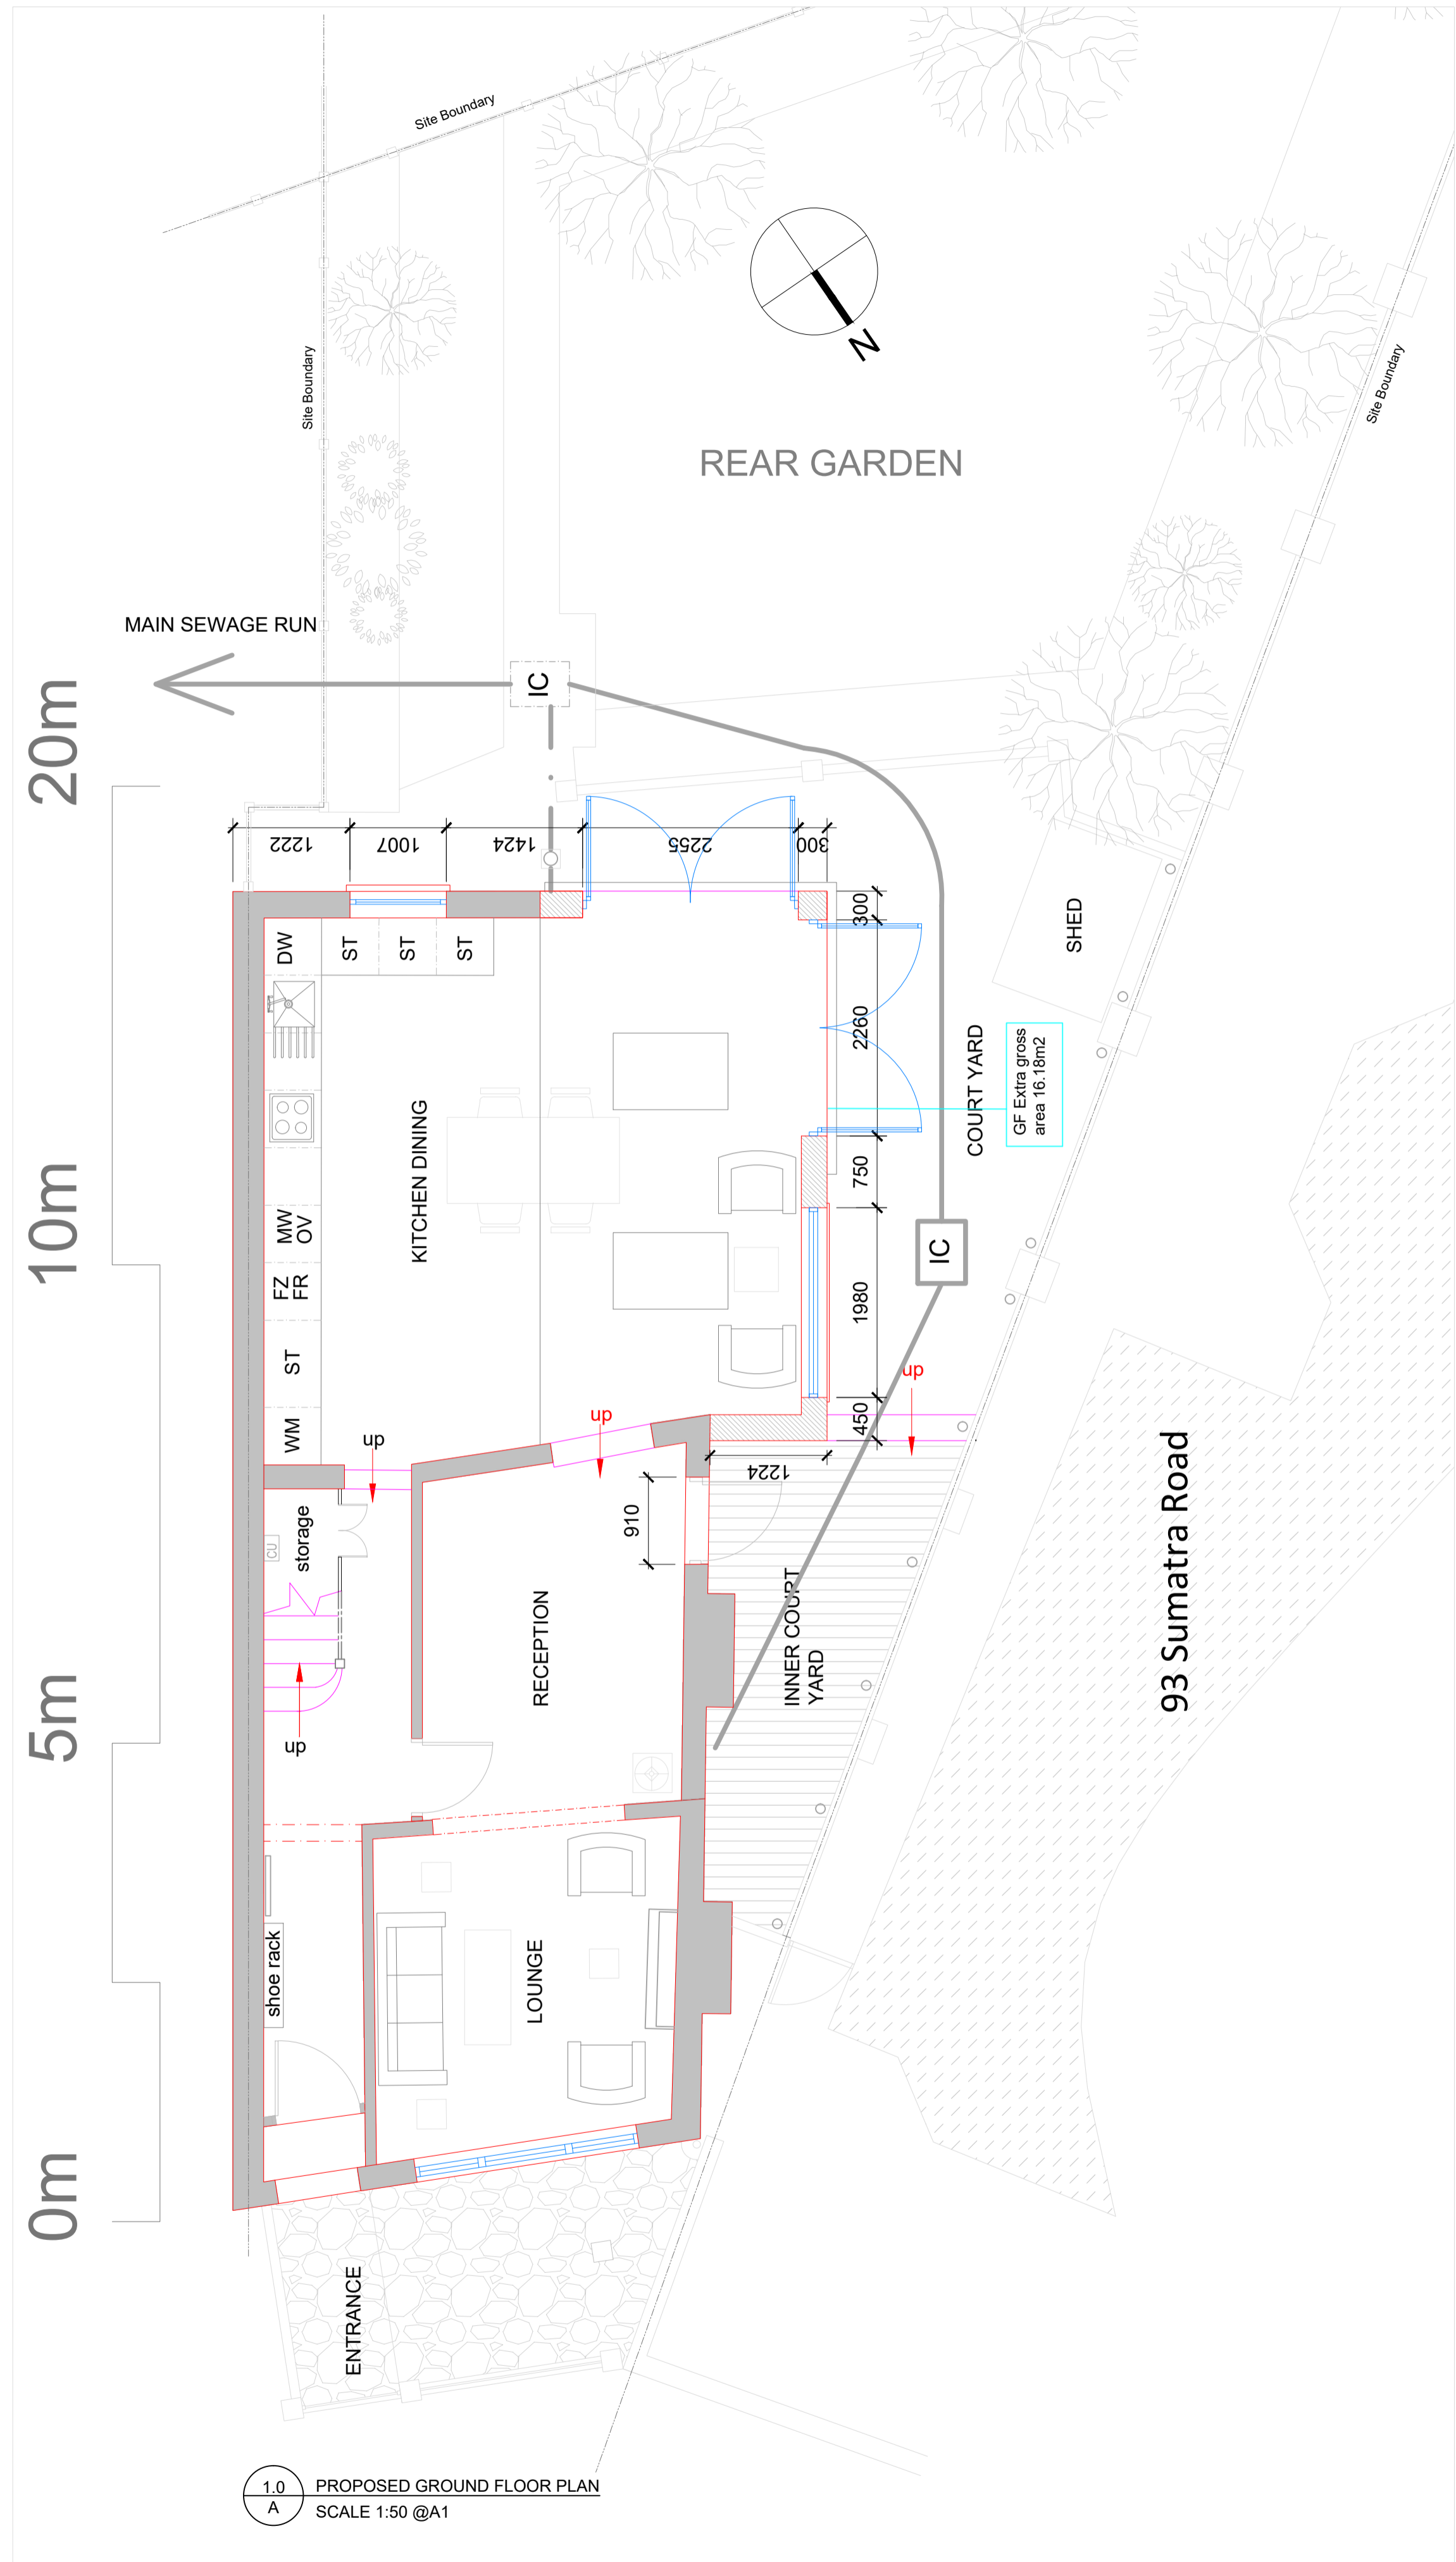 Site Boundary
Site Boundary
Site Boundary
N
REAR GARDEN
MAIN SEWAGE RUN
IC
20m
10m
5m
0m
1222
1007
1424
2255
300
300
2260
750
1980
450
1224
910
DW
ST
ST
ST
SHED
COURT YARD
GF Extra gross
area 16.18m2
KITCHEN DINING
MW
OV
FZ
FR
ST
WM
IC
up
up
up
up
storage
CU
RECEPTION
INNER COURT
YARD
93 Sumatra Road
shoe rack
LOUNGE
ENTRANCE
1.0
A
PROPOSED GROUND FLOOR PLAN
SCALE 1:50 @A1